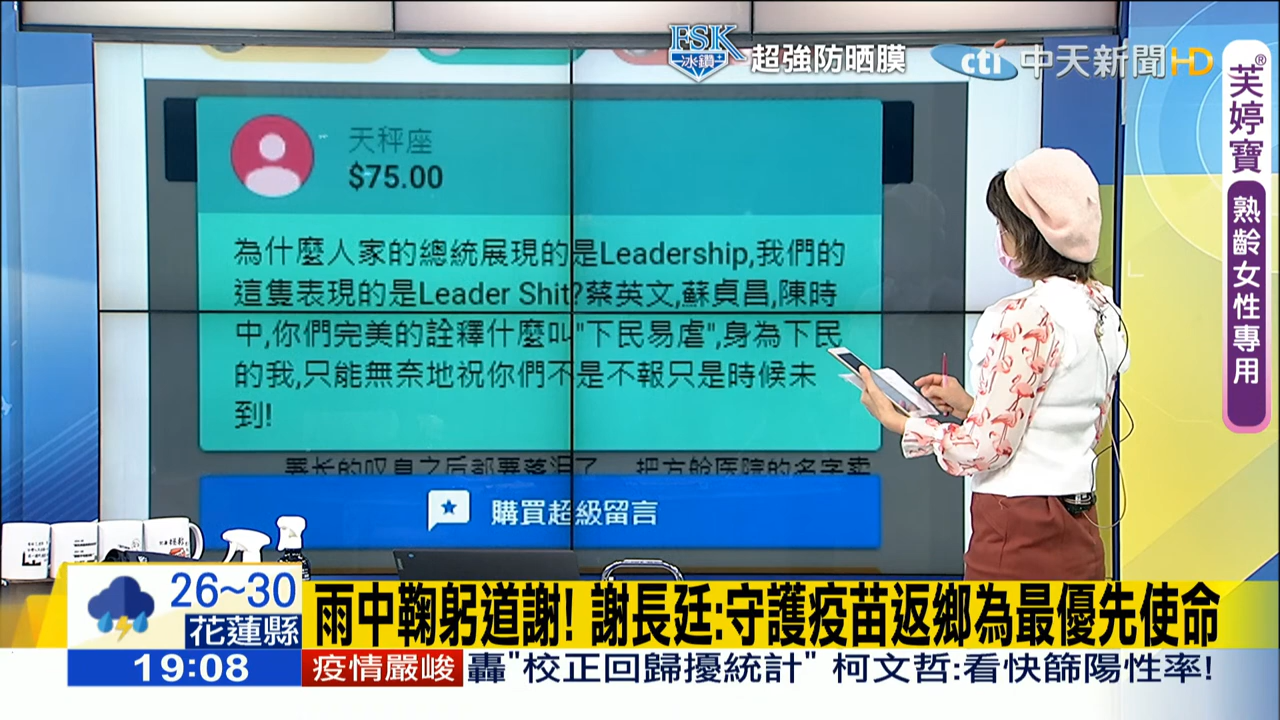 FSK
冰鑽
超強防晒膜
cti 中天新聞HD
芙婷寶®
熟齡女性專用
天秤座
$75.00
為什麼人家的總統展現的是Leadership,我們的
這隻表現的是Leader Shit?蔡英文,蘇貞昌,陳時
中,你們完美的詮釋什麼叫"下民易虐",身為下民
的我,只能無奈地祝你們不是不報只是時候未
到!
購買超級留言
26~30
花蓮縣
19:08
雨中鞠躬道謝! 謝長廷:守護疫苗返鄉為最優先使命
疫情嚴峻
轟"校正回歸擾統計" 柯文哲:看快篩陽性率!